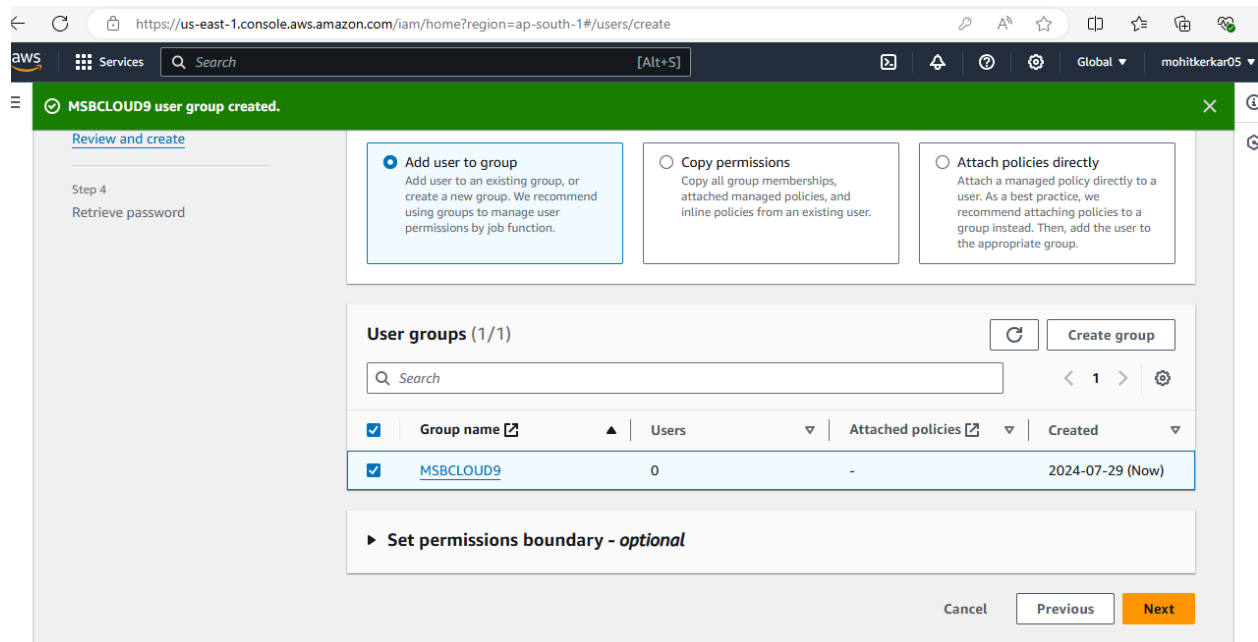 https://us-east-1.console.aws.amazon.com/iam/home?region=ap-south-1#/users/create
aws
Services
Search
[Alt+S]
Global
mohitkerkar05
MSBCLOUD9 user group created.
Review and create
Step 4
Retrieve password
Add user to group
Add user to an existing group, or
create a new group. We recommend
using groups to manage user
permissions by job function.
Copy permissions
Copy all group memberships,
attached managed policies, and
inline policies from an existing user.
Attach policies directly
Attach a managed policy directly to a
user. As a best practice, we
recommend attaching policies to a
group instead. Then, add the user to
the appropriate group.
User groups (1/1)
Create group
Search
1
Group name Users Attached policies Created
MSBCLOUD9 0 - 2024-07-29 (Now)
Set permissions boundary - optional
Cancel Previous Next